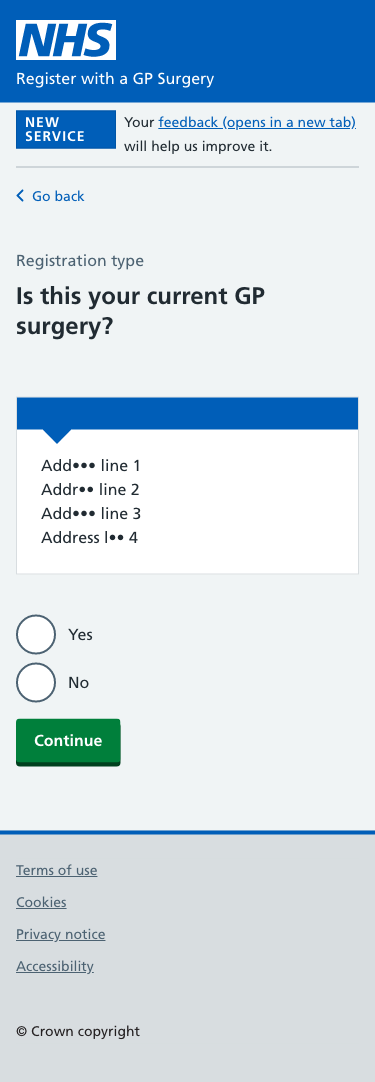 NHS
Register with a GP Surgery
NEW
SERVICE
Your feedback (opens in a new tab)
will help us improve it.
Go back
Registration type
Is this your current GP
surgery?
Add••• line 1
Addr•• line 2
Add••• line 3
Address l•• 4
Yes
No
Continue
Terms of use
Cookies
Privacy notice
Accessibility
© Crown copyright